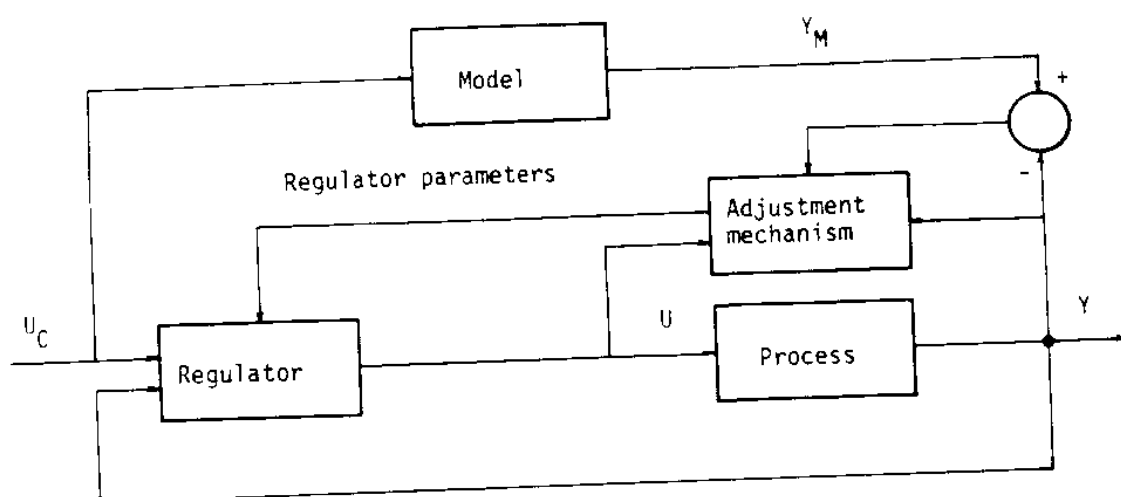 Y_M
Model
+
Regulator parameters
-
Adjustment
mechanism
U_C
U
Y
Regulator
Process